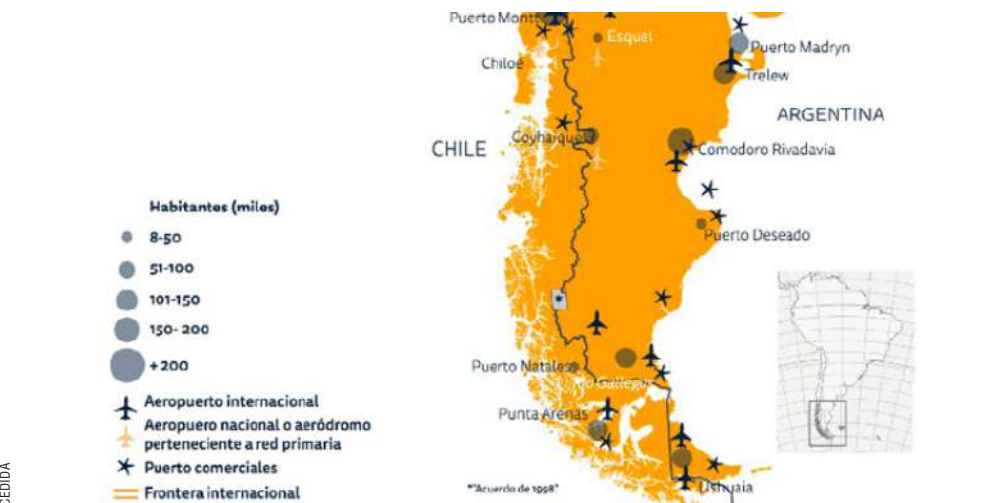 Puerto Montt
Esquel
Puerto Madryn
Chiloé
Trelew
ARGENTINA
Coyhaique
CHILE
Comodoro Rivadavia
Habitantes (miles)
8-50
Puerto Deseado
51-100
101-150
150- 200
+200
Puerto Natales
Río Gallegos
Aeropuerto internacional
Punta Arenas
Aeropuerto nacional o aeródromo
perteneciente a red primaria
Puerto comerciales
Frontera internacional
*"Acuerdo de 1998"
Ushuaia
CEDIDA